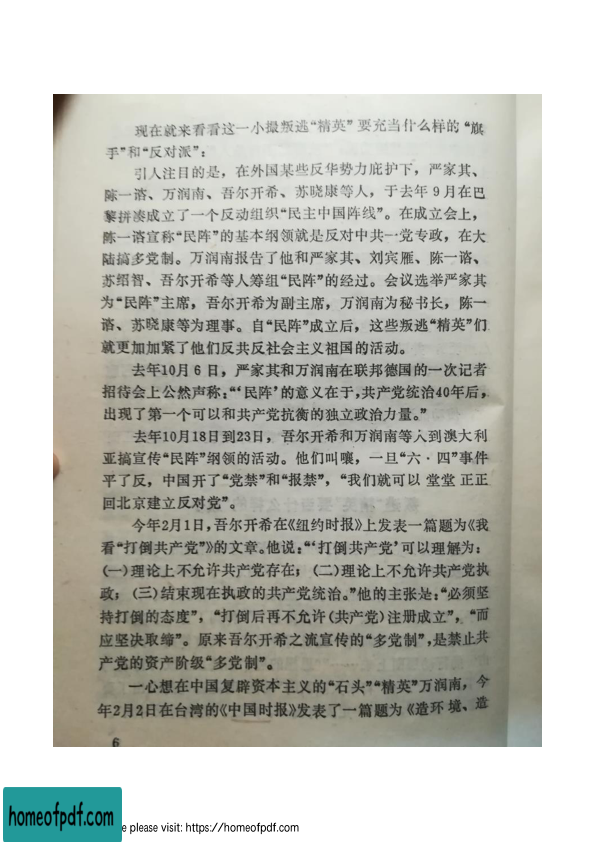 现在就来看看这一小撮叛逃“精英”要充当什么样的“旗
手”和“反对派”：
引人注目的是，在外国某些反华势力庇护下，严家其、
陈一谘、万润南、吾尔开希、苏晓康等人，于去年9月在巴
黎拼凑成立了一个反动组织“民主中国阵线”。在成立会上，
陈一谘宣称“民阵”的基本纲领就是反对中共一党专政，在大
陆搞多党制。万润南报告了他和严家其、刘宾雁、陈一谘、
苏绍智、吾尔开希等人筹组“民阵”的经过。会议选举严家其
为“民阵”主席，吾尔开希为副主席，万润南为秘书长，陈一
谘、苏晓康等为理事。自“民阵”成立后，这些叛逃“精英”们
就更加加紧了他们反共反社会主义祖国的活动。
去年10月6日，严家其和万润南在联邦德国的一次记者
招待会上公然声称：“‘民阵’的意义在于，共产党统治40年后，
出现了第一个可以和共产党抗衡的独立政治力量。”
去年10月18日到23日，吾尔开希和万润南等人到澳大利
亚搞宣传“民阵”纲领的活动。他们叫嚷，一旦“六·四”事件
平了反，中国开了“党禁”和“报禁”，“我们就可以 堂堂 正正
回北京建立反对党”。
今年2月1日，吾尔开希在《纽约时报》上发表一篇题为《我
看“打倒共产党”》的文章。他说：“‘打倒共产党’可以理解为：
(一)理论上不允许共产党存在；(二)理论上不允许共产党执
政；(三)结束现在执政的共产党统治。”他的主张是：“必须坚
持打倒的态度”，“打倒后再不允许(共产党)注册成立”，“而
应坚决取缔”。原来吾尔开希之流宣传的“多党制”，是禁止共
产党的资产阶级“多党制”。
一心想在中国复辟资本主义的“石头”“精英”万润南，今
年2月2日在台湾的《中国时报》发表了一篇题为《造环 境、造
6
homeofpdf.com
e please visit: https://homeofpdf.com